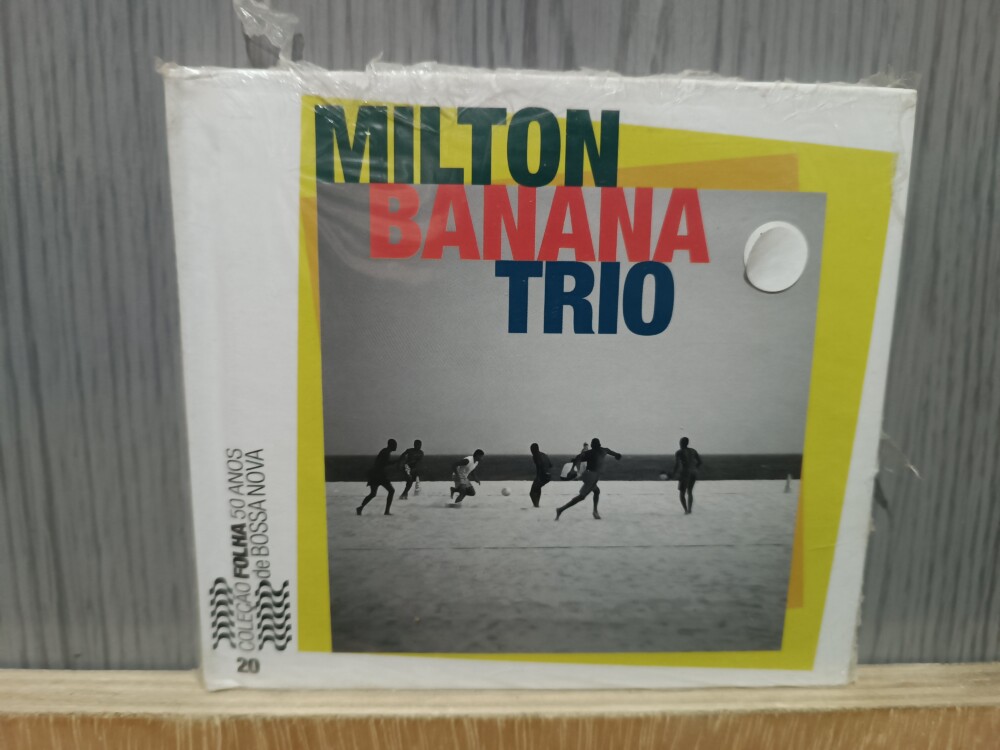 MILTON
BANANA
TRIO
COLEÇÃO FOLHA 50 ANOS
de BOSSA NOVA
20